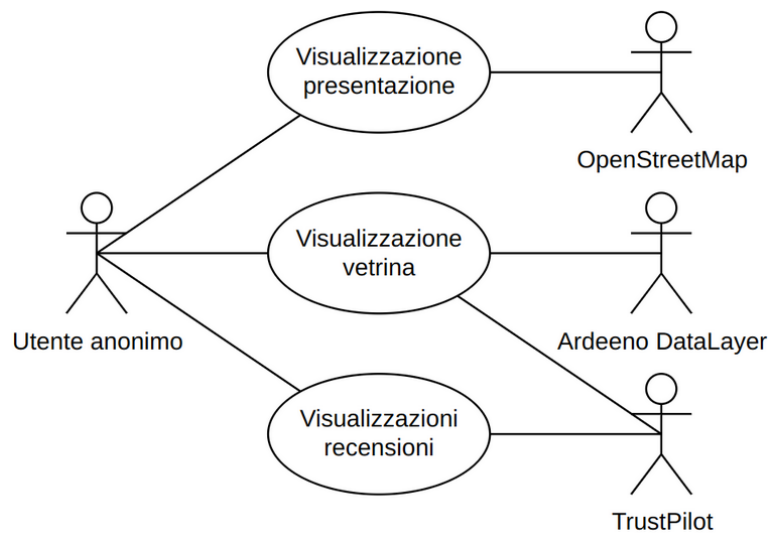 Visualizzazione
presentazione
OpenStreetMap
Visualizzazione
vetrina
Utente anonimo
Ardeeno DataLayer
Visualizzazioni
recensioni
TrustPilot